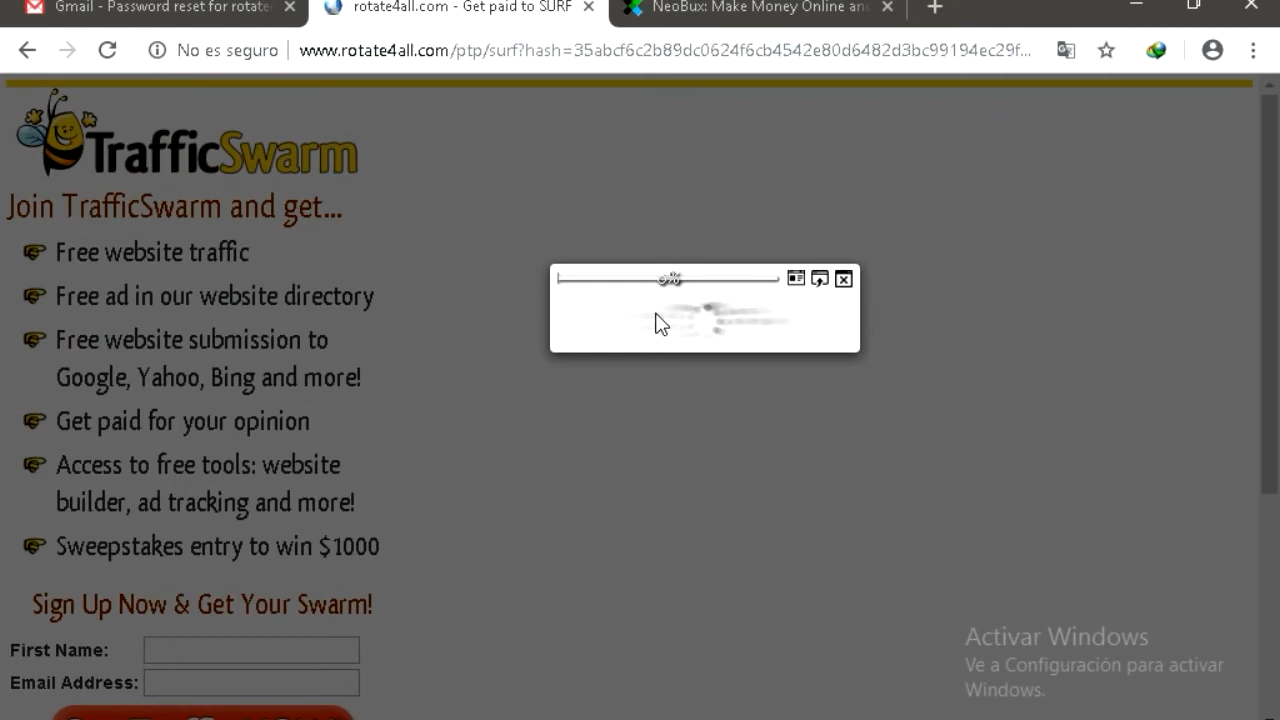 Gmail - Password reset for rotate
rotate4all.com - Get paid to SURF
NeoBux: Make Money Online and
No es seguro
www.rotate4all.com/ptp/surf?hash=35abcf6c2b89dc0624f6cb4542e80d6482d3bc99194ec29f...
TrafficSwarm
Join TrafficSwarm and get...
Free website traffic
Free ad in our website directory
Free website submission to
Google, Yahoo, Bing and more!
Get paid for your opinion
Access to free tools: website
builder, ad tracking and more!
Sweepstakes entry to win $1000
Sign Up Now & Get Your Swarm!
First Name:
Email Address:
0%
Activar Windows
Ve a Configuración para activar
Windows.